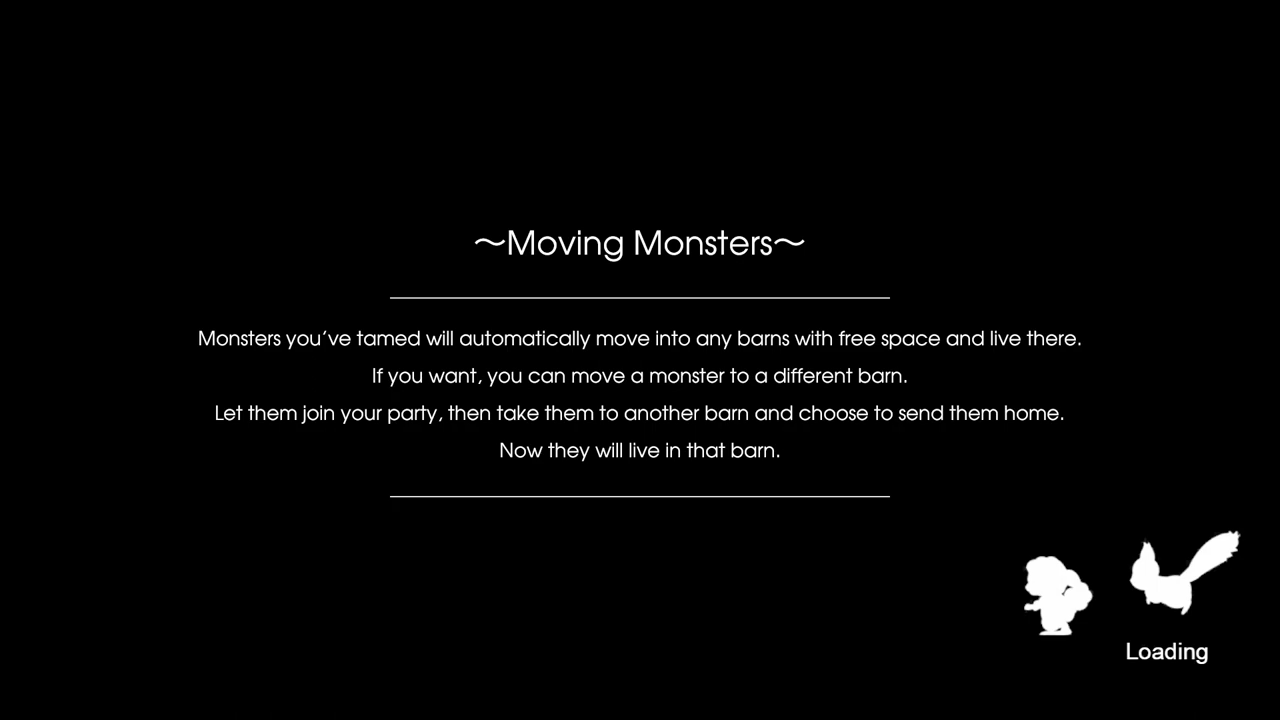 ～Moving Monsters～
Monsters you’ve tamed will automatically move into any barns with free space and live there.
If you want, you can move a monster to a different barn.
Let them join your party, then take them to another barn and choose to send them home.
Now they will live in that barn.
Loading